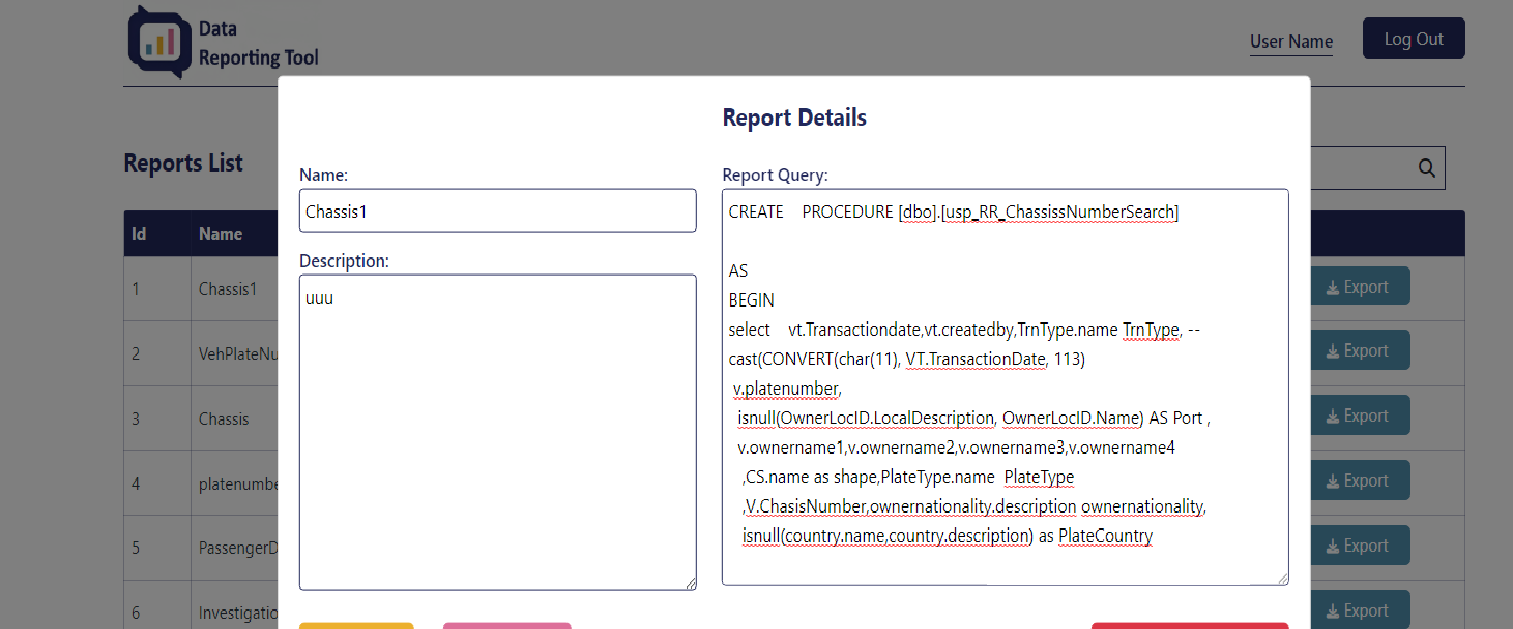 Data
Reporting Tool
User Name
Log Out
Report Details
Reports List
Name:
Chassis1
Description:
uuu
Report Query:
CREATE    PROCEDURE [dbo].[usp_RR_ChassissNumberSearch]
AS
BEGIN
select    vt.Transactiondate,vt.createdby,TrnType.name TrnType, --
cast(CONVERT(char(11), VT.TransactionDate, 113)
v.platenumber,
isnull(OwnerLocID.LocalDescription, OwnerLocID.Name) AS Port ,
v.ownername1,v.ownername2,v.ownername3,v.ownername4
,CS.name as shape,PlateType.name  PlateType
,V.ChasisNumber,ownernationality.description ownernationality,
isnull(country.name,country.description) as PlateCountry
Id Name
1 Chassis1 Export
2 VehPlateNu Export
3 Chassis Export
4 platenumbe Export
5 PassengerD Export
6 Investigatio Export